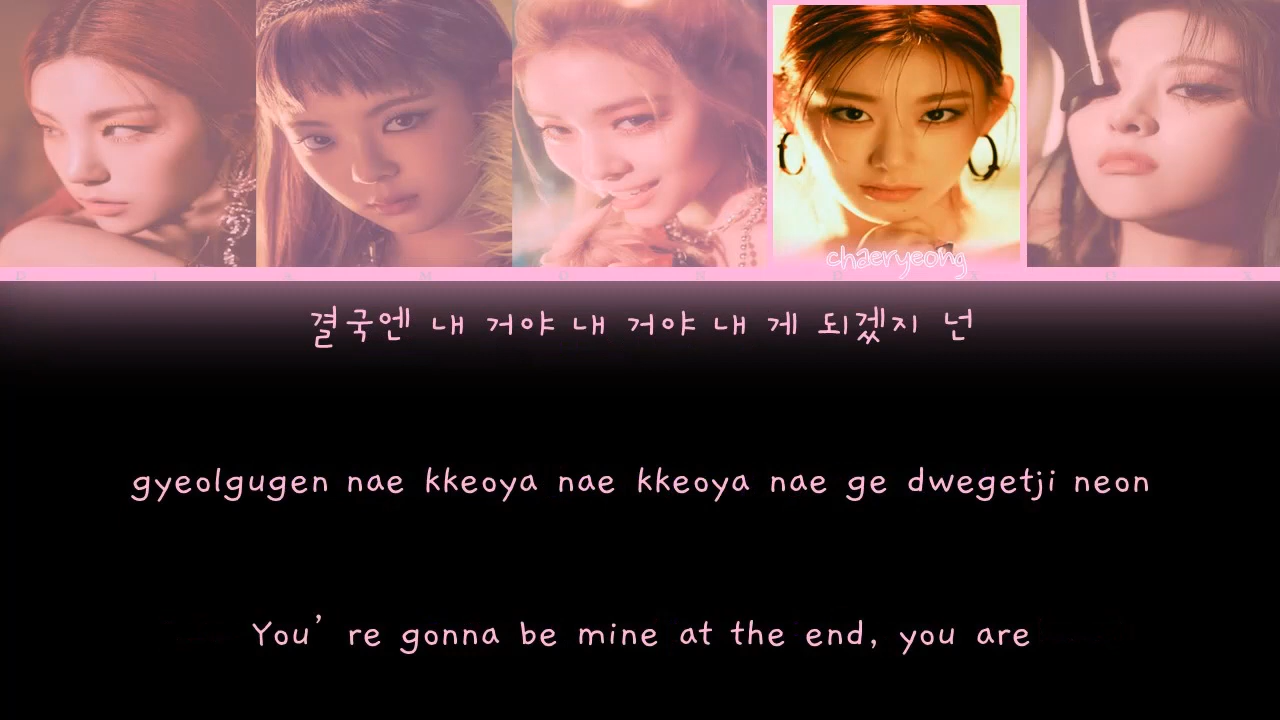 chaeryeong
D I A M O N D A D A
결국엔 내 거야 내 거야 내 게 되겠지 넌
gyeolgugen nae kkeoya nae kkeoya nae ge dwegetji neon
You’ re gonna be mine at the end, you are